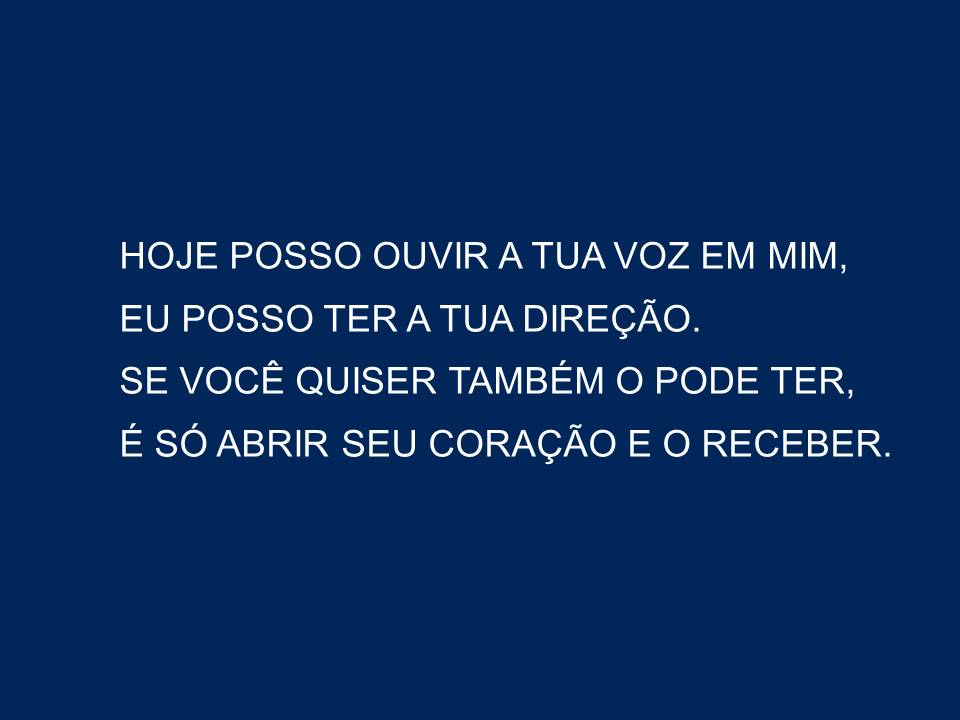 HOJE POSSO OUVIR A TUA VOZ EM MIM,
EU POSSO TER A TUA DIREÇÃO.
SE VOCÊ QUISER TAMBÉM O PODE TER,
É SÓ ABRIR SEU CORAÇÃO E O RECEBER.